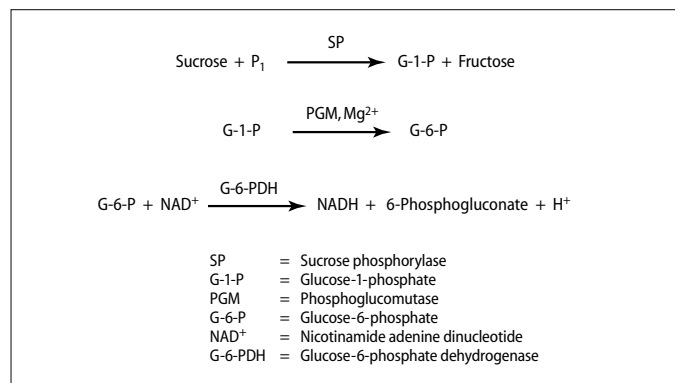 SP
Sucrose + P₁ → G-1-P + Fructose
PGM, Mg²⁺
G-1-P → G-6-P
G-6-PDH
G-6-P + NAD⁺ → NADH + 6-Phosphogluconate + H⁺
SP = Sucrose phosphorylase
G-1-P = Glucose-1-phosphate
PGM = Phosphoglucomutase
G-6-P = Glucose-6-phosphate
NAD⁺ = Nicotinamide adenine dinucleotide
G-6-PDH = Glucose-6-phosphate dehydrogenase